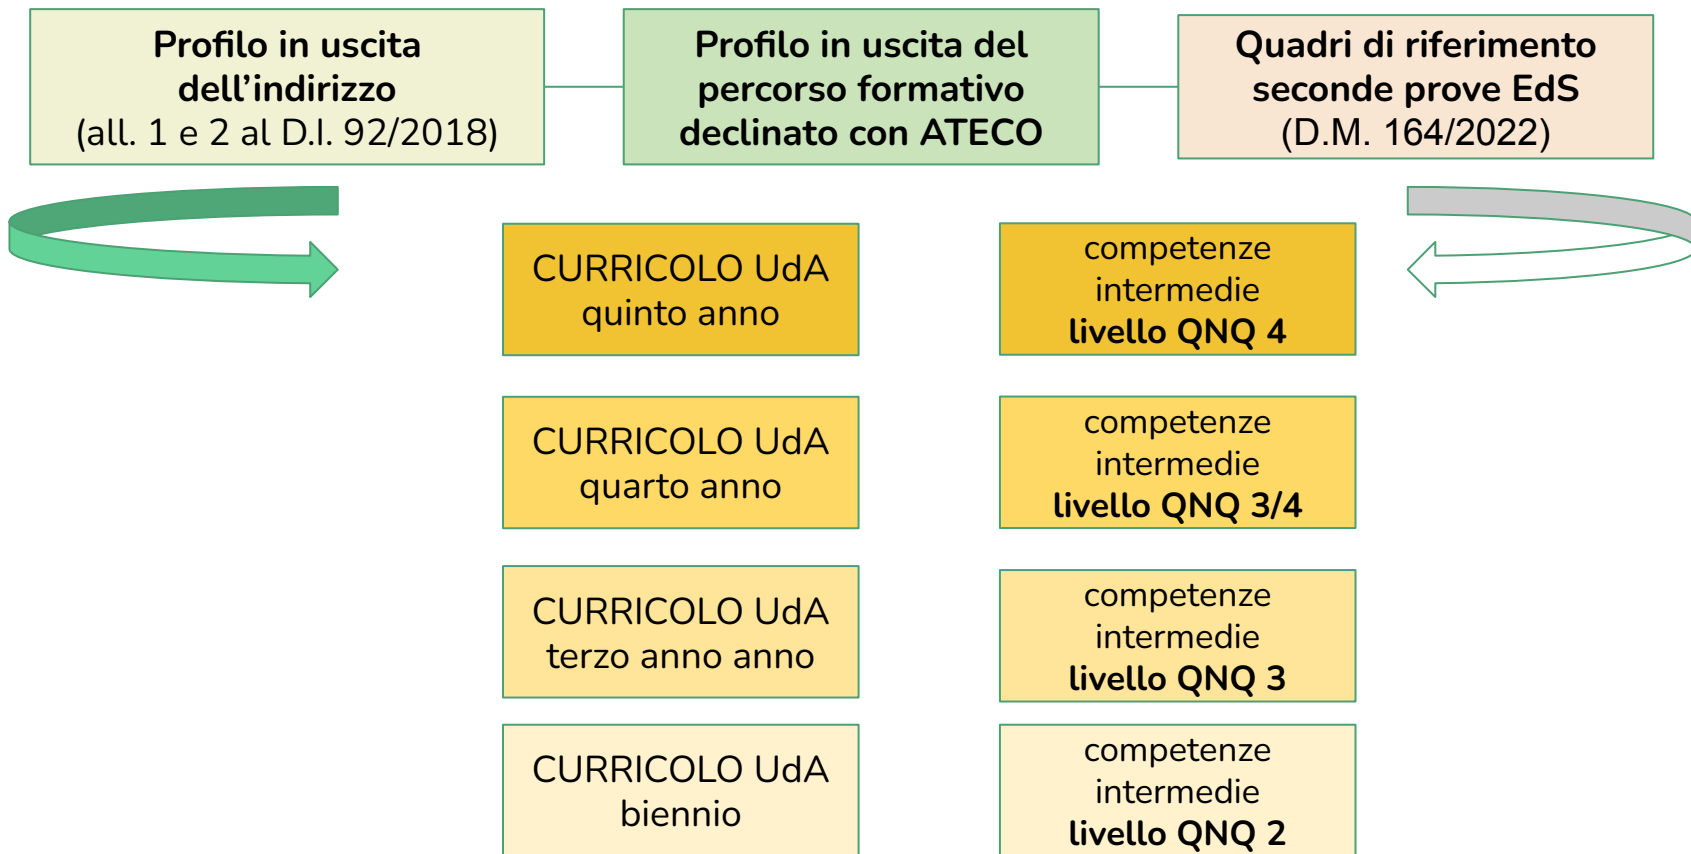 Profilo in uscita
dell’indirizzo
(all. 1 e 2 al D.I. 92/2018)
Profilo in uscita del
percorso formativo
declinato con ATECO
Quadri di riferimento
seconde prove EdS
(D.M. 164/2022)
CURRICOLO UdA
quinto anno
competenze
intermedie
livello QNQ 4
CURRICOLO UdA
quarto anno
competenze
intermedie
livello QNQ 3/4
CURRICOLO UdA
terzo anno anno
competenze
intermedie
livello QNQ 3
CURRICOLO UdA
biennio
competenze
intermedie
livello QNQ 2